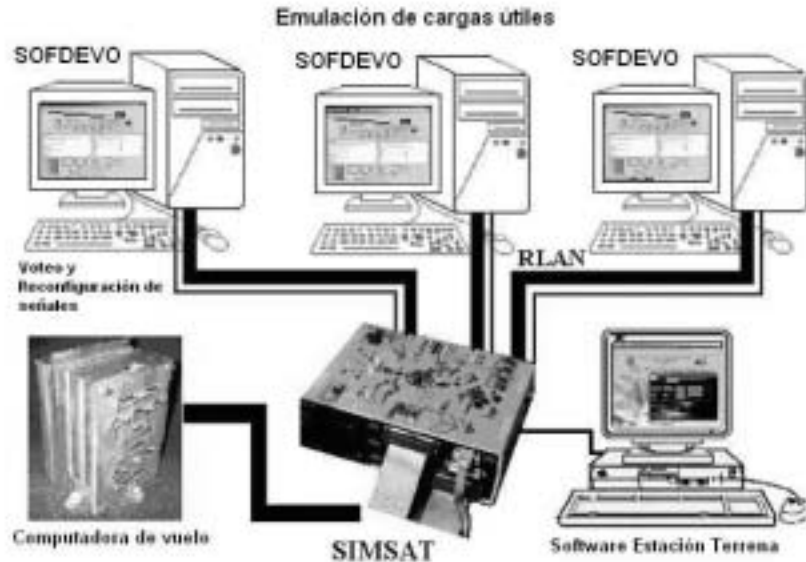 Emulación de cargas útiles
SOFDEVO
SOFDEVO
SOFDEVO
Voteo y
Reconfiguración de
señales
RLAN
Computadora de vuelo
SIMSAT
Software Estación Terrena